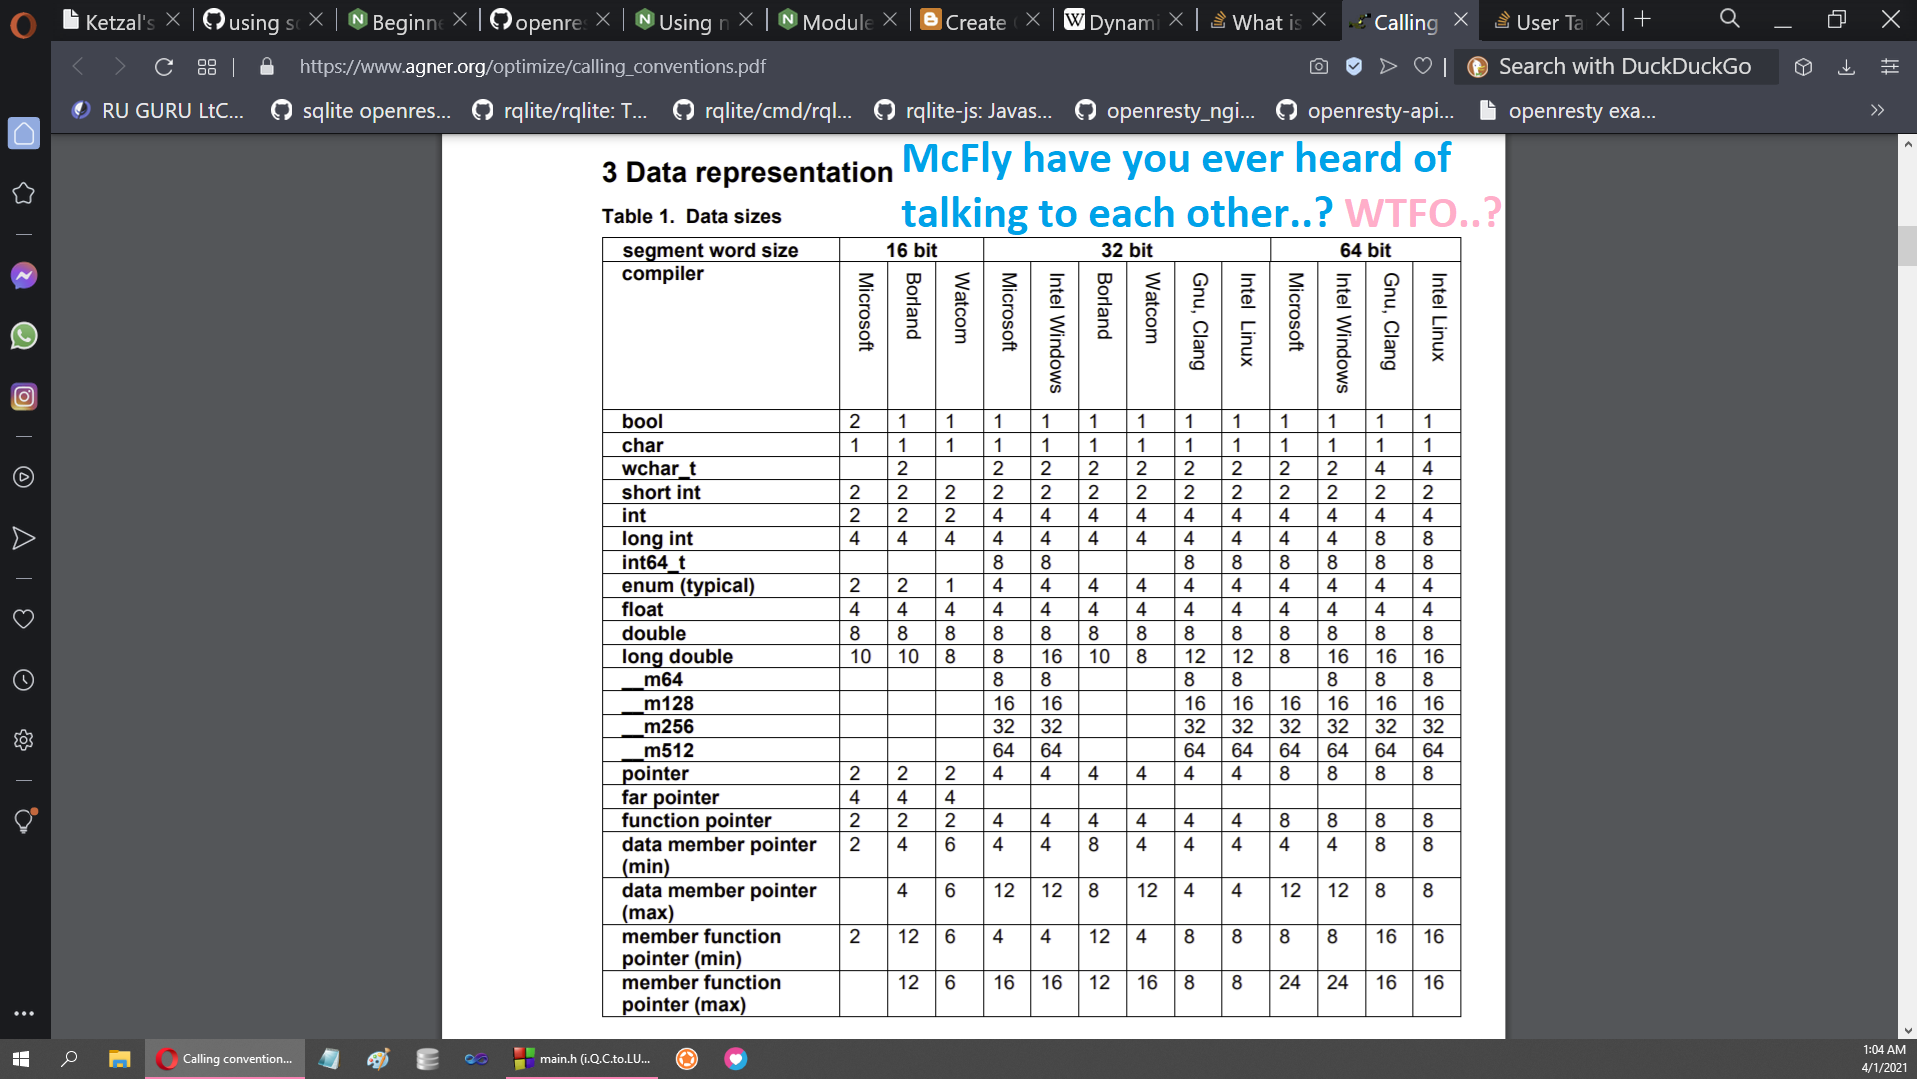 Ketzal's
using so
Beginne
openres
Using n
Module
Create
Dynami
What is
Calling
User Ta
https://www.agner.org/optimize/calling_conventions.pdf
Search with DuckDuckGo
RU GURU LtC...
sqlite openres...
rqlite/rqlite: T...
rqlite/cmd/rql...
rqlite-js: Javas...
openresty_ngi...
openresty-api...
openresty exa...
3 Data representation
McFly have you ever heard of
talking to each other..? WTFO..?
Table 1. Data sizes
segment word size 16 bit 32 bit 64 bit
compiler Microsoft Borland Watcom Microsoft Intel Windows Borland Watcom Gnu, Clang Intel Linux Microsoft Intel Windows Gnu, Clang Intel Linux
bool 2 1 1 1 1 1 1 1 1 1 1 1 1
char 1 1 1 1 1 1 1 1 1 1 1 1 1
wchar_t 2 2 2 2 2 2 2 2 2 4 4
short int 2 2 2 2 2 2 2 2 2 2 2 2 2
int 2 2 2 4 4 4 4 4 4 4 4 4 4
long int 4 4 4 4 4 4 4 4 4 4 4 8 8
int64_t 8 8 8 8 8 8 8 8
enum (typical) 2 2 1 4 4 4 4 4 4 4 4 4 4
float 4 4 4 4 4 4 4 4 4 4 4 4 4
double 8 8 8 8 8 8 8 8 8 8 8 8 8
long double 10 10 8 8 16 10 8 12 12 8 16 16 16
__m64 8 8 8 8 8 8 8
__m128 16 16 16 16 16 16 16 16
__m256 32 32 32 32 32 32 32 32
__m512 64 64 64 64 64 64 64 64
pointer 2 2 2 4 4 4 4 4 4 8 8 8 8
far pointer 4 4 4
function pointer 2 2 2 4 4 4 4 4 4 8 8 8 8
data member pointer 2 4 6 4 4 8 4 4 4 4 4 8 8
(min)
data member pointer 4 6 12 12 8 12 4 4 12 12 8 8
(max)
member function 2 12 6 4 4 12 4 8 8 8 8 16 16
pointer (min)
member function 12 6 16 16 12 16 8 8 24 24 16 16
pointer (max)
Calling convention...
main.h (i.Q.C.to.LU...
1:04 AM
4/1/2021